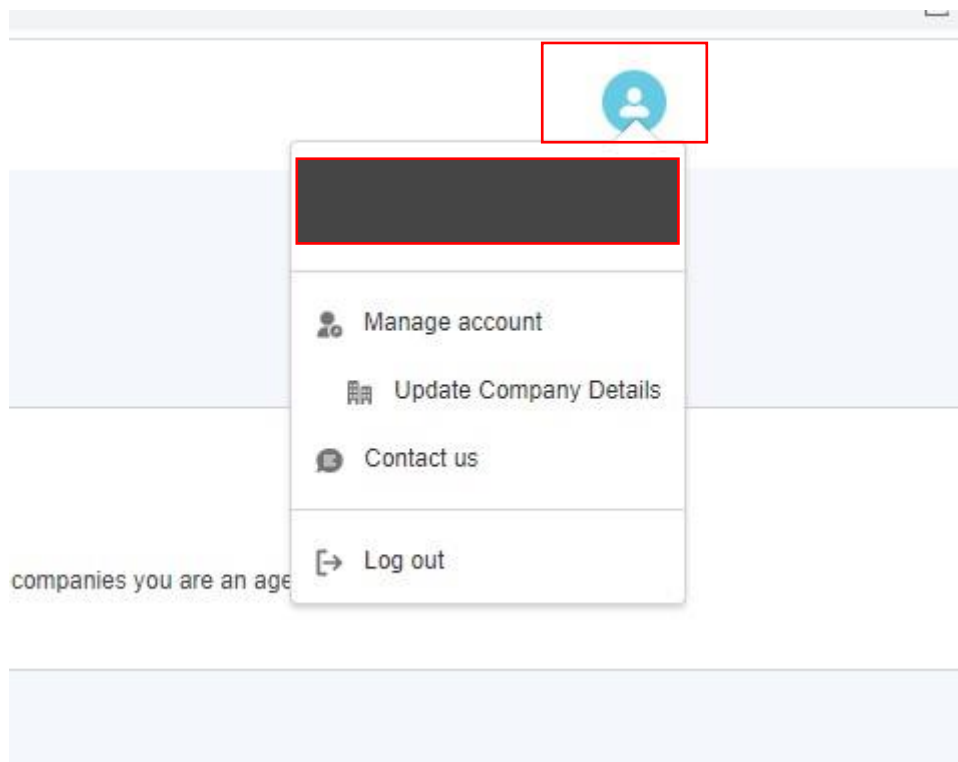 Manage account
Update Company Details
Contact us
Log out
companies you are an age